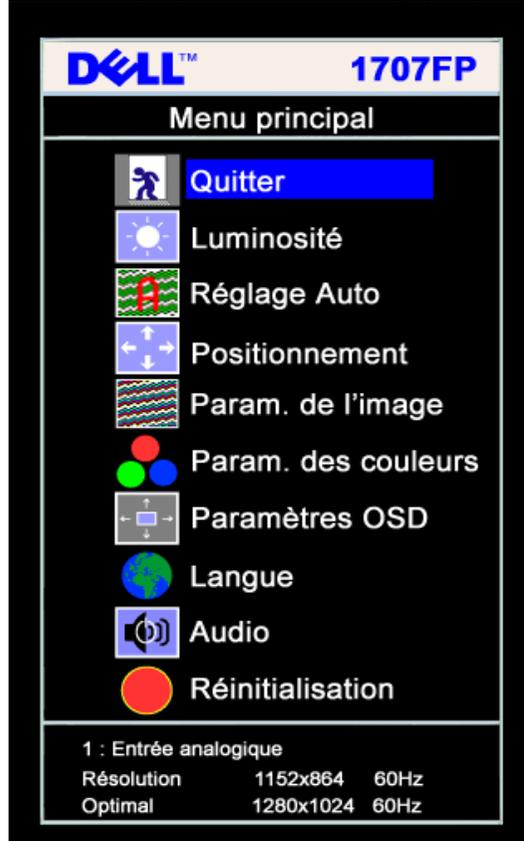 DELL™ 1707FP
Menu principal
Quitter
Luminosité
Réglage Auto
Positionnement
Param. de l'image
Param. des couleurs
Paramètres OSD
Langue
Audio
Réinitialisation
1 : Entrée analogique
Résolution 1152x864 60Hz
Optimal 1280x1024 60Hz